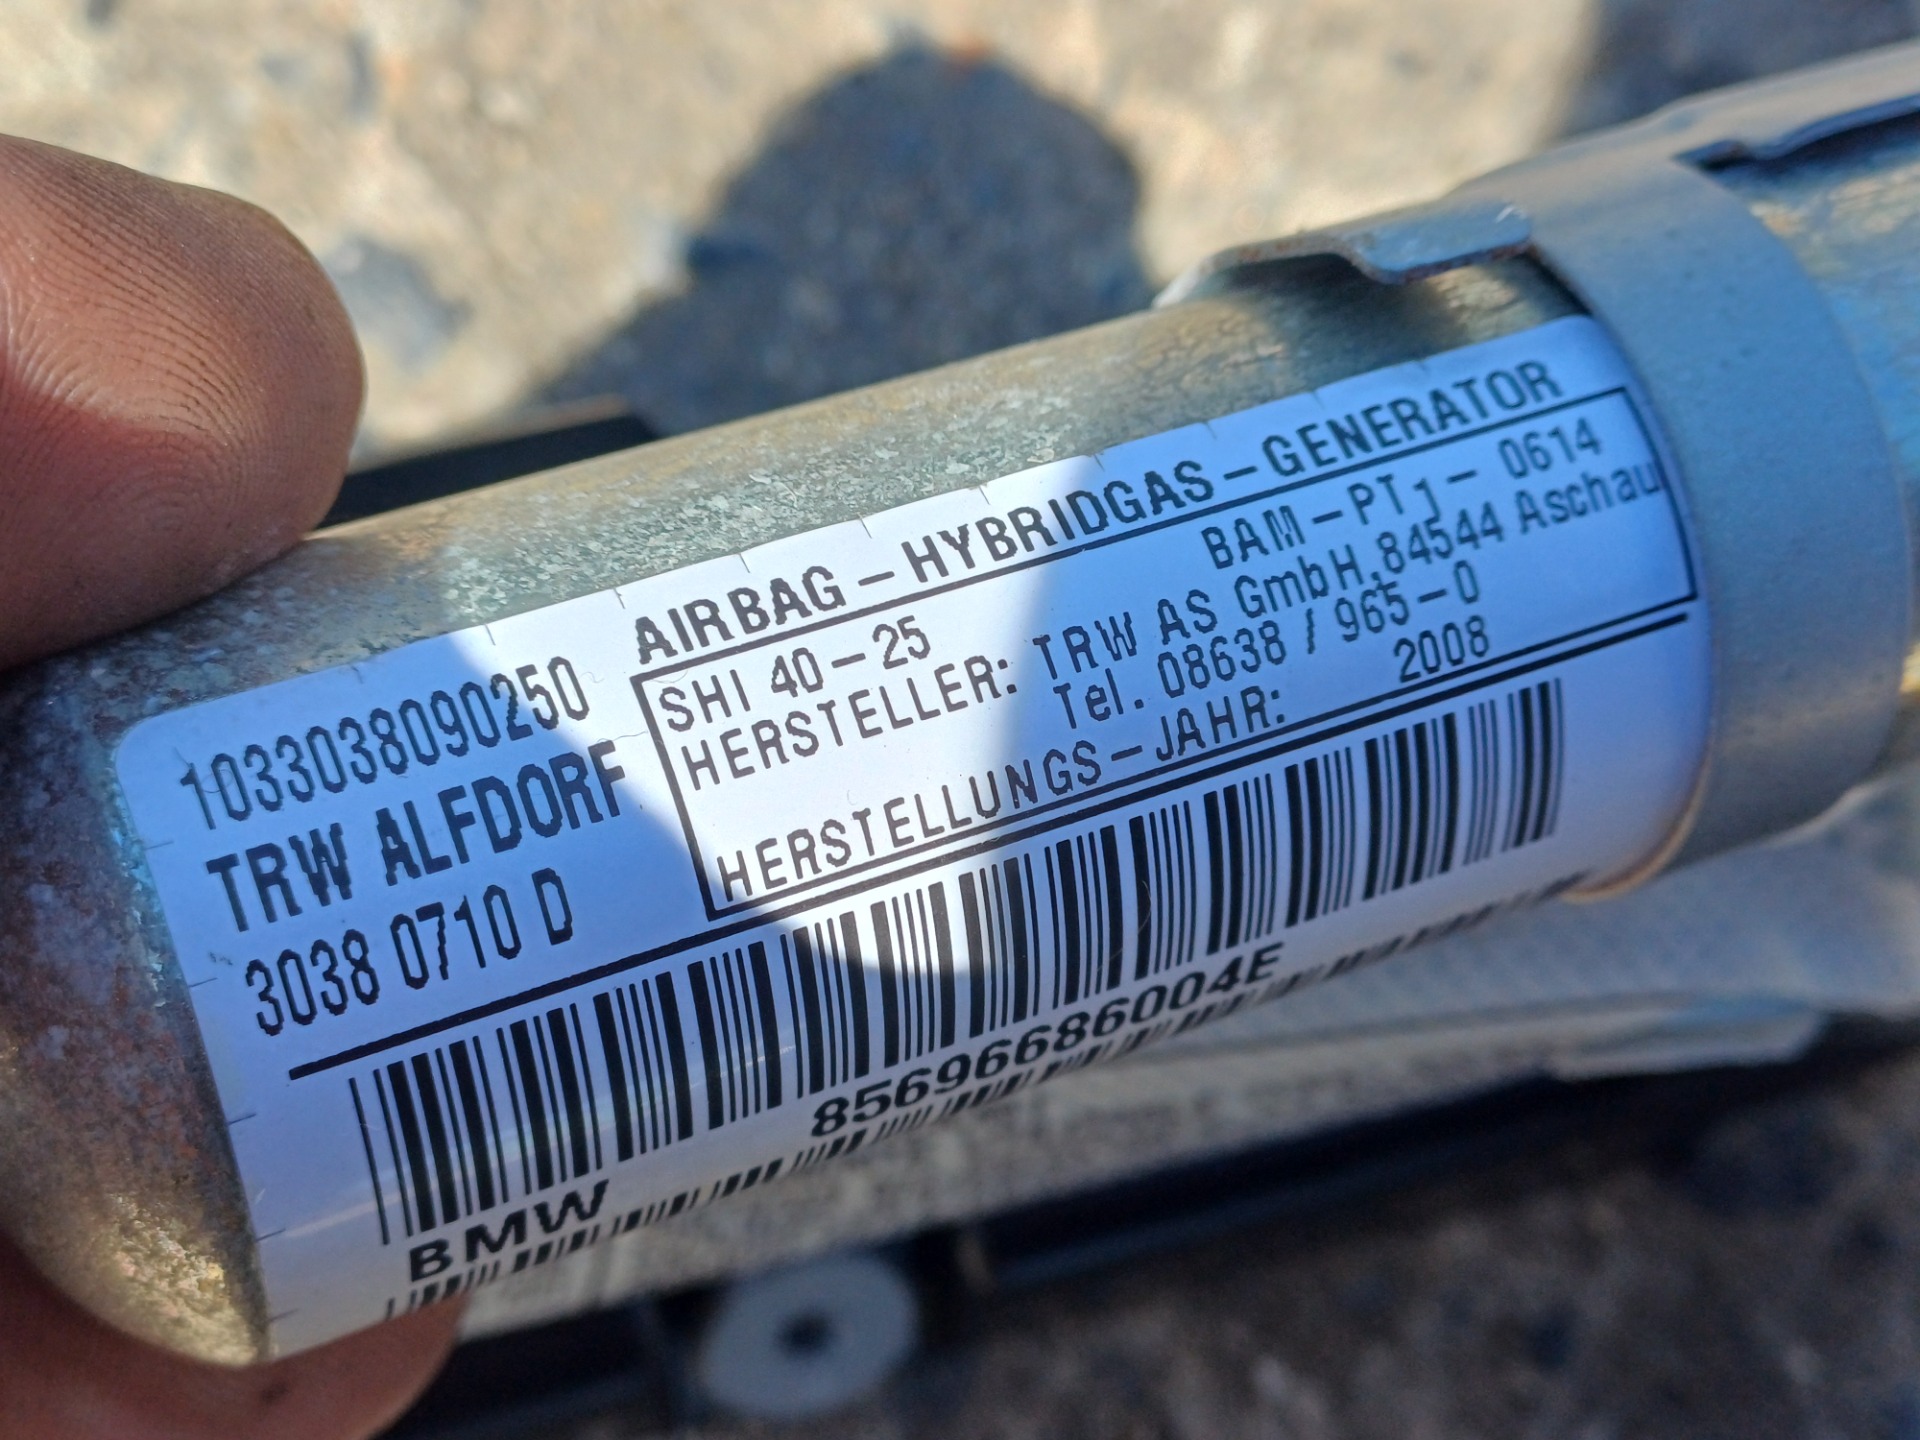 1033038090250
TRW ALFDORF
3038 0710 D
AIRBAG-HYBRIDGAS-GENERATOR
SHI 40-25 BAM-PT1-0614
HERSTELLER: TRW AS GmbH,84544 Aschau
Tel. 08638 / 965-0
HERSTELLUNGS-JAHR: 2008
BMW 85696686004E